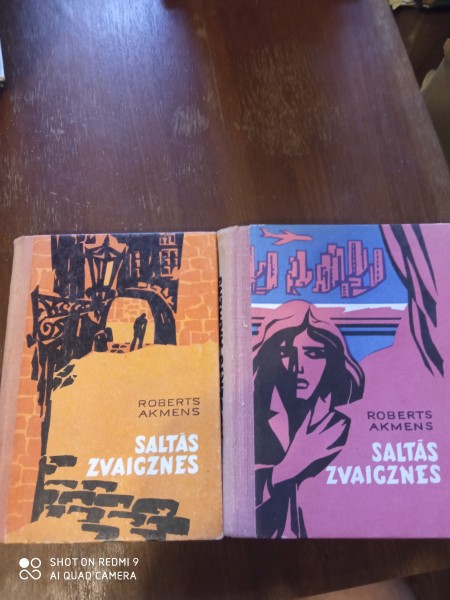 ROBERTS
AKMENS
SALTĀS
ZVAIGZNES
ROBERTS
AKMENS
SALTĀS
ZVAIGZNES
SHOT ON REDMI 9
AI QUAD CAMERA